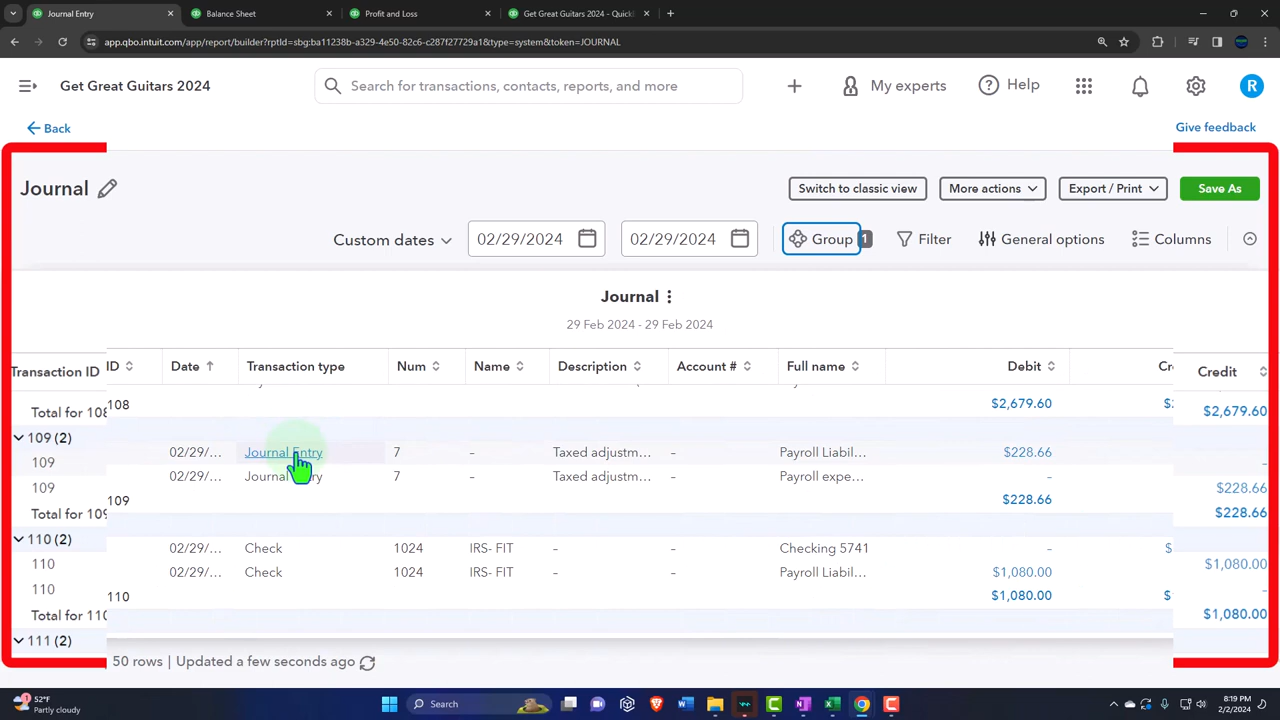 Journal Entry
Balance Sheet
Profit and Loss
Get Great Guitars 2024 - Quick
app.qbo.intuit.com/app/report/builder?rptId=sbg:ba11238b-a329-4e50-82c6-c287f27729a1&type=system&token=JOURNAL
Get Great Guitars 2024
Search for transactions, contacts, reports, and more
My experts
Help
R
Back
Give feedback
Journal
Switch to classic view
More actions
Export / Print
Save As
Custom dates
02/29/2024
02/29/2024
Group 1
Filter
General options
Columns
Journal
29 Feb 2024 - 29 Feb 2024
Transaction ID ID Date Transaction type Num Name Description Account # Full name Debit Cr Credit
Total for 108 108 $2,679.60 $2 $2,679.60
109 (2)
109 02/29/... Journal Entry 7 – Taxed adjustm... – Payroll Liabil... $228.66 –
109 02/29/... Journal Entry 7 – Taxed adjustm... – Payroll expe... – $228.66
Total for 109 109 $228.66 $228.66
110 (2)
110 02/29/... Check 1024 IRS- FIT – – Checking 5741 – $ $1,080.00
110 02/29/... Check 1024 IRS- FIT – – Payroll Liabil... $1,080.00 –
Total for 110 110 $1,080.00 $1 $1,080.00
111 (2)
50 rows | Updated a few seconds ago
1
52°F
Partly cloudy
Search
8:19 PM
2/2/2024